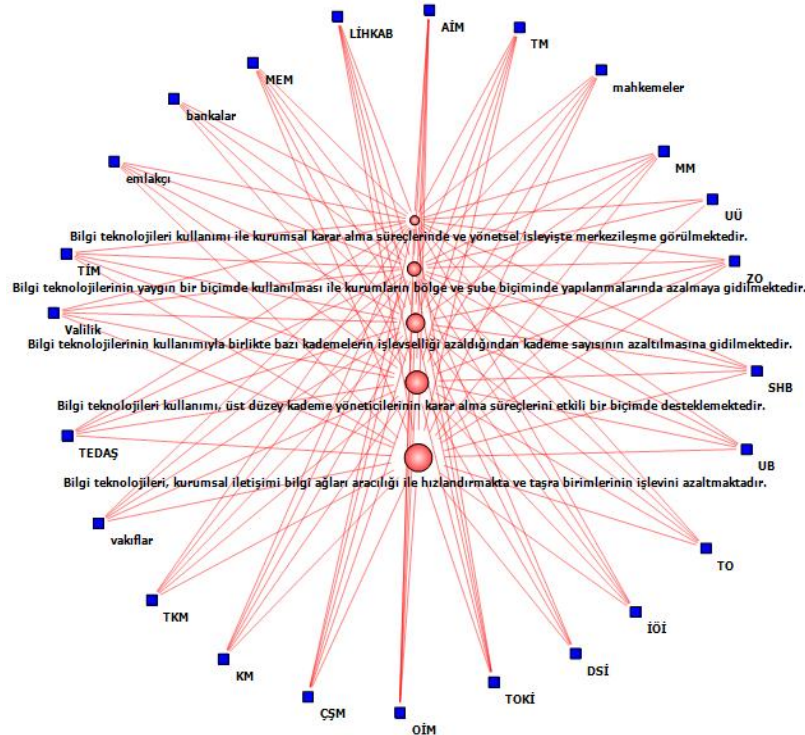 LİHKAB
AİM
TM
MEM
mahkemeler
bankalar
MM
emlakçı
UÜ
Bilgi teknolojileri kullanımı ile kurumsal karar alma süreçlerinde ve yönetsel isleyişte merkezileşme görülmektedir.
TİM
ZO
Bilgi teknolojilerinin yaygın bir biçimde kullanılması ile kurumların bölge ve şube biçiminde yapılanmalarında azalmaya gidilmektedir.
Valilik
Bilgi teknolojilerinin kullanımıyla birlikte bazı kademelerin işlevselliği azaldığından kademe sayısının azaltılmasına gidilmektedir.
SHB
Bilgi teknolojileri kullanımı, üst düzey kademe yöneticilerinin karar alma süreçlerini etkili bir biçimde desteklemektedir.
TEDAŞ
UB
Bilgi teknolojileri, kurumsal iletişimi bilgi ağları aracılığı ile hızlandırmakta ve taşra birimlerinin işlevini azaltmaktadır.
vakıflar
TO
TKM
İÖİ
KM
DSİ
ÇŞM
TOKİ
OİM